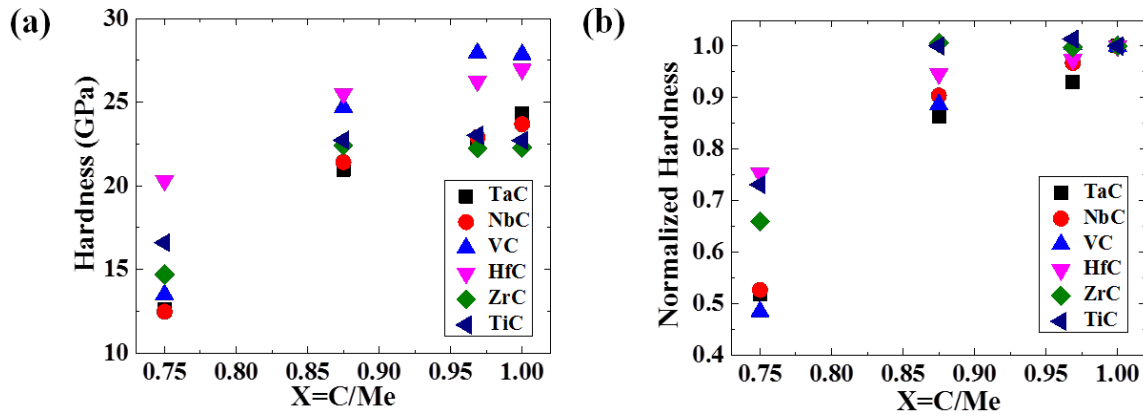 (a)
Hardness (GPa)
30
25
20
15
10
TaC
NbC
VC
HfC
ZrC
TiC
0.75 0.80 0.85 0.90 0.95 1.00
X=C/Me
(b)
Normalized Hardness
1.0
0.9
0.8
0.7
0.6
0.5
0.4
TaC
NbC
VC
HfC
ZrC
TiC
0.75 0.80 0.85 0.90 0.95 1.00
X=C/Me